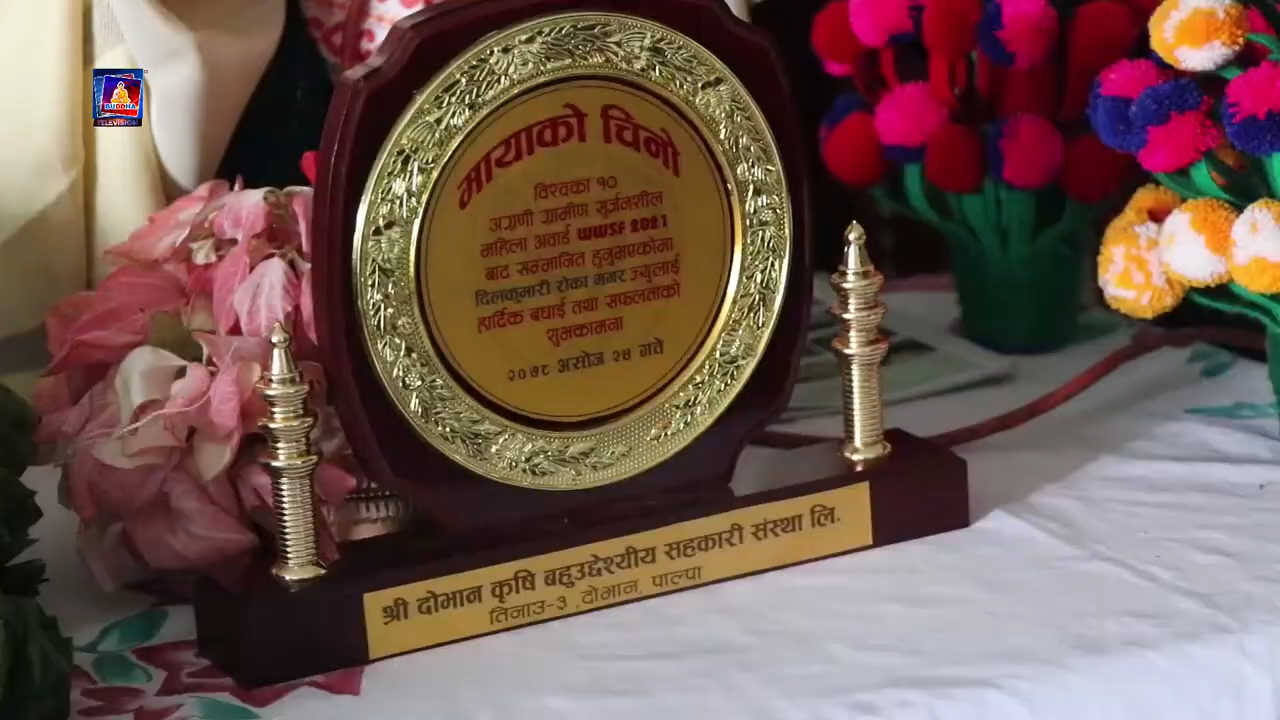 BUDDHA
TELEVISION
मायाको चिनो
विश्वका १०
अग्रणी ग्रामीण सृर्जनशील
महिला अवार्ड WWSF 2021
बाट सम्मानित हुनुभएकोमा
दिलकुमारी रोका मगर ज्युलाई
हार्दिक बधाई तथा सफलताको
सुभकामना
२०७८ असोज २४ गते
श्री दोभान कृषि बहुउद्देश्यीय सहकारी संस्था लि.
तिनाउ-३ ,दोभान, पाल्पा